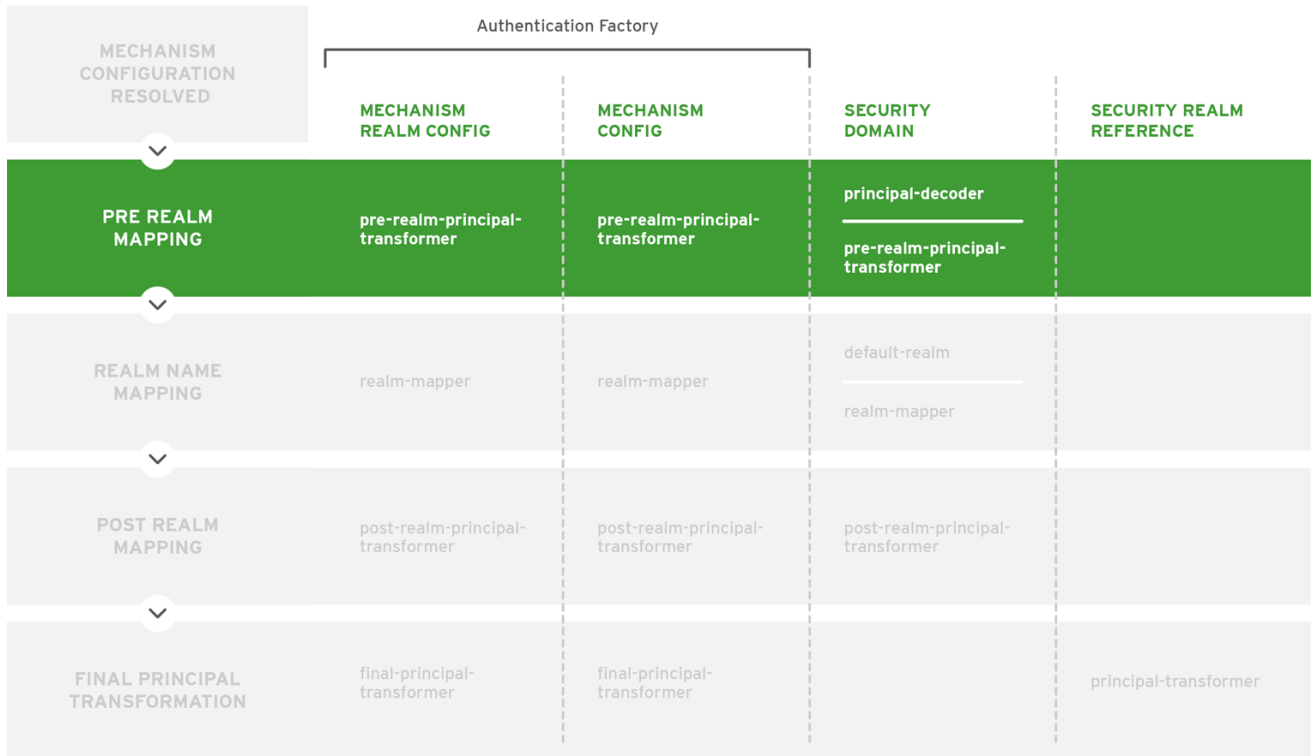 Authentication Factory
MECHANISM
CONFIGURATION
RESOLVED
MECHANISM
REALM CONFIG
MECHANISM
CONFIG
SECURITY
DOMAIN
SECURITY REALM
REFERENCE
PRE REALM
MAPPING
pre-realm-principal-
transformer
pre-realm-principal-
transformer
principal-decoder
pre-realm-principal-
transformer
REALM NAME
MAPPING
realm-mapper
realm-mapper
default-realm
realm-mapper
POST REALM
MAPPING
post-realm-principal-
transformer
post-realm-principal-
transformer
post-realm-principal-
transformer
FINAL PRINCIPAL
TRANSFORMATION
final-principal-
transformer
final-principal-
transformer
principal-transformer